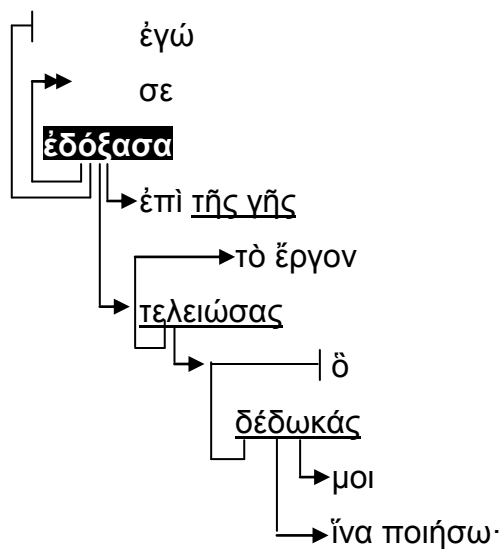 ἐγώ
σε
ἐδόξασα
ἐπὶ τῆς γῆς
τὸ ἔργον
τελειώσας
ὃ
δέδωκάς
μοι
ἵνα ποιήσω·